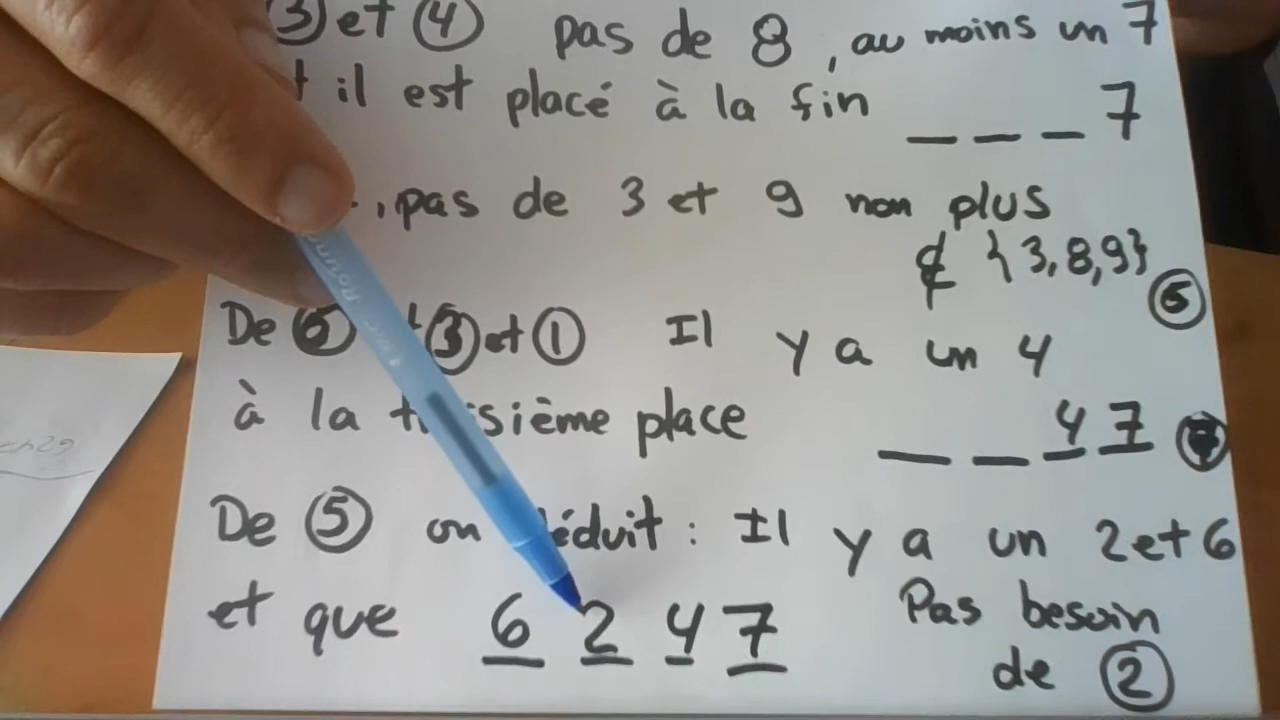 ③ et ④ pas de 8, au moins un 7
il est placé à la fin _ _ _ 7
, pas de 3 et 9 non plus
⊄ {3,8,9}
⑥
De ⑥ ③ et ① Il y a un 4
à la troisième place _ _ 4 7
De ⑤ on déduit : Il y a un 2 et 6
et que 6 2 4 7 Pas besoin
de ②